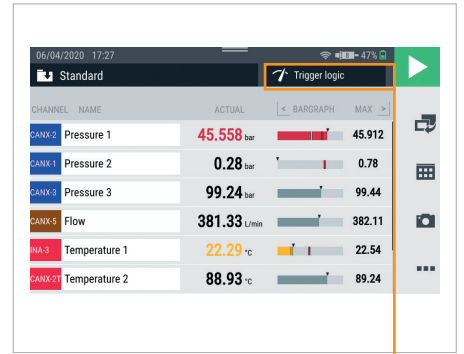 06/04/2020 17:27 47%
Standard Trigger logic
CHANNEL NAME ACTUAL < BARGRAPH MAX >
CANX-2 Pressure 1 45.558 bar 45.912
CANX-1 Pressure 2 0.28 bar 0.78
CANX-3 Pressure 3 99.24 bar 99.44
CANX-5 Flow 381.33 L/min 382.11
INA-3 Temperature 1 22.29 °C 22.54
CANX-2T Temperature 2 88.93 °C 89.24